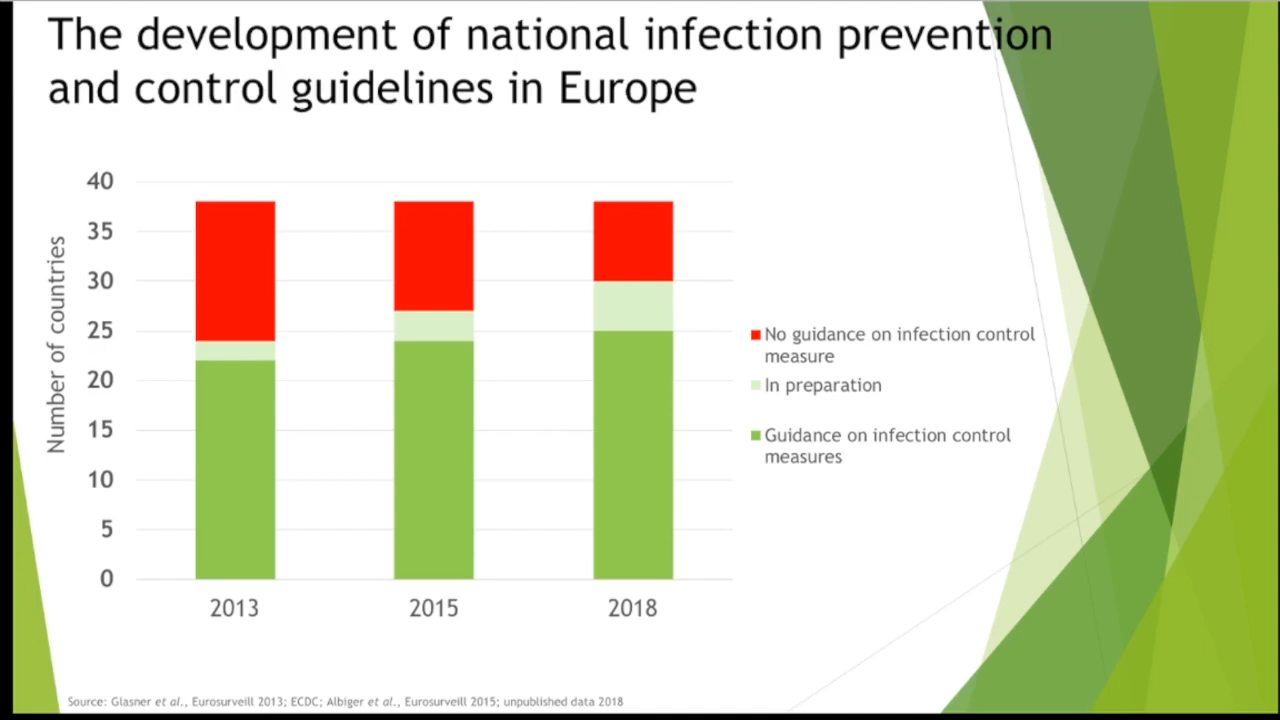 The development of national infection prevention
and control guidelines in Europe
40
35
30
25
20
15
10
5
0
Number of countries
2013
2015
2018
No guidance on infection control
measure
In preparation
Guidance on infection control
measures
Source: Glasner et al., Eurosurveill 2013; ECDC; Albiger et al., Eurosurveill 2015; unpublished data 2018